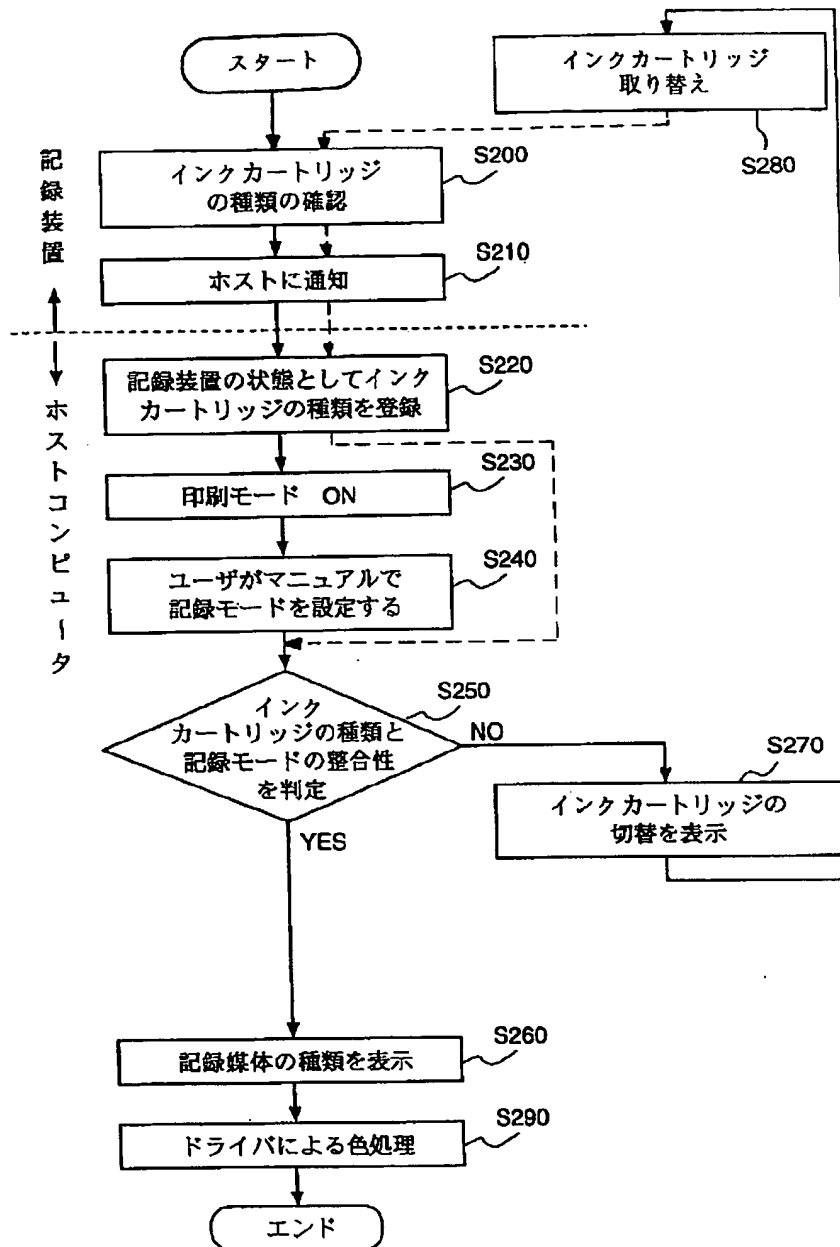 スタート
インクカートリッジ
取り替え
S280
インクカートリッジ
の種類の確認
S200
記録装置
ホストに通知
S210
記録装置の状態としてインク
カートリッジの種類を登録
S220
ホストコンピュータ
印刷モード ON
S230
ユーザがマニュアルで
記録モードを設定する
S240
インク
カートリッジの種類と
記録モードの整合性
を判定
S250
NO
YES
インクカートリッジの
切替を表示
S270
記録媒体の種類を表示
S260
ドライバによる色処理
S290
エンド